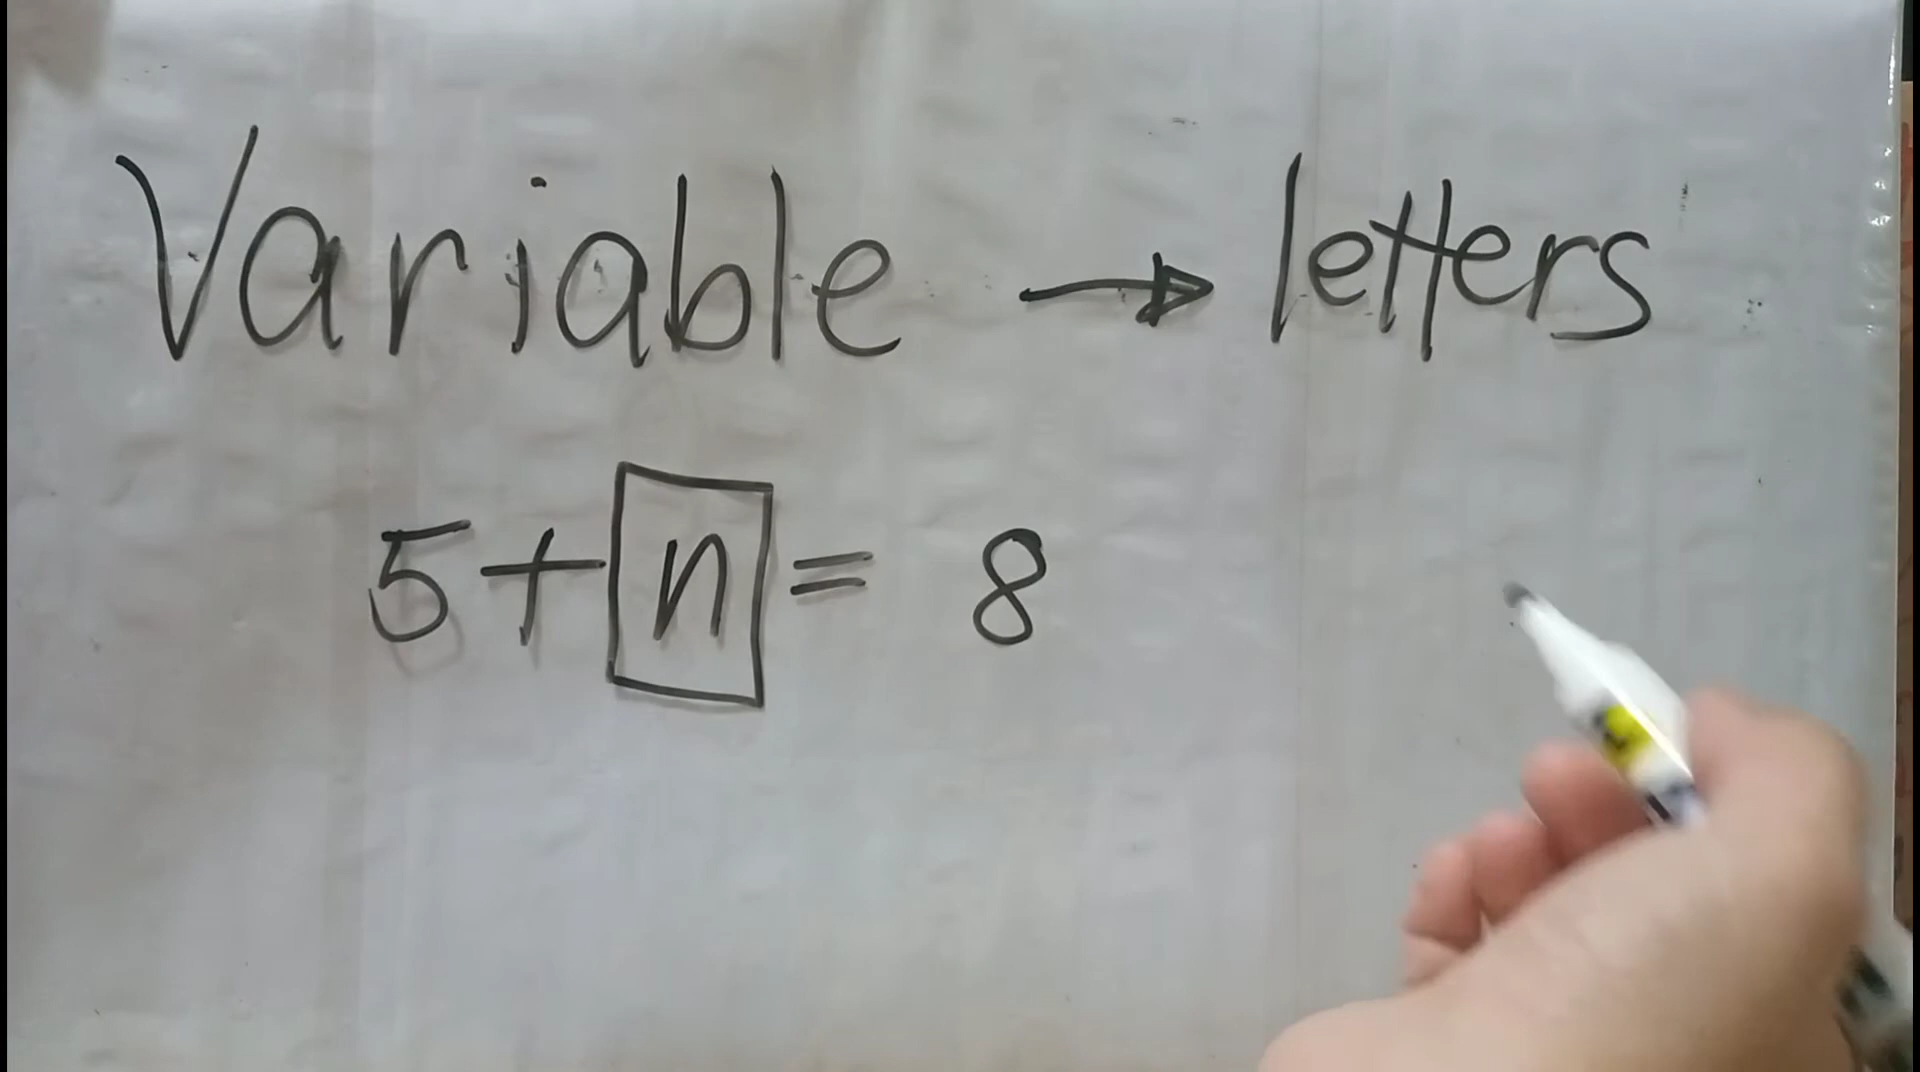 Variable → letters
5 + n = 8